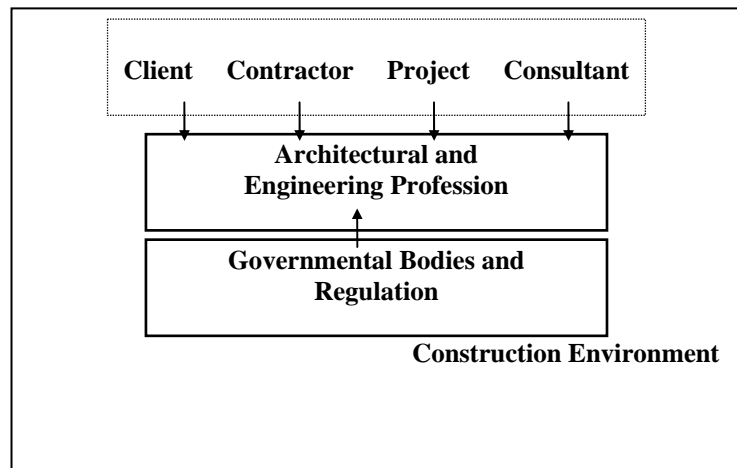 Client Contractor Project Consultant
Architectural and
Engineering Profession
Governmental Bodies and
Regulation
Construction Environment